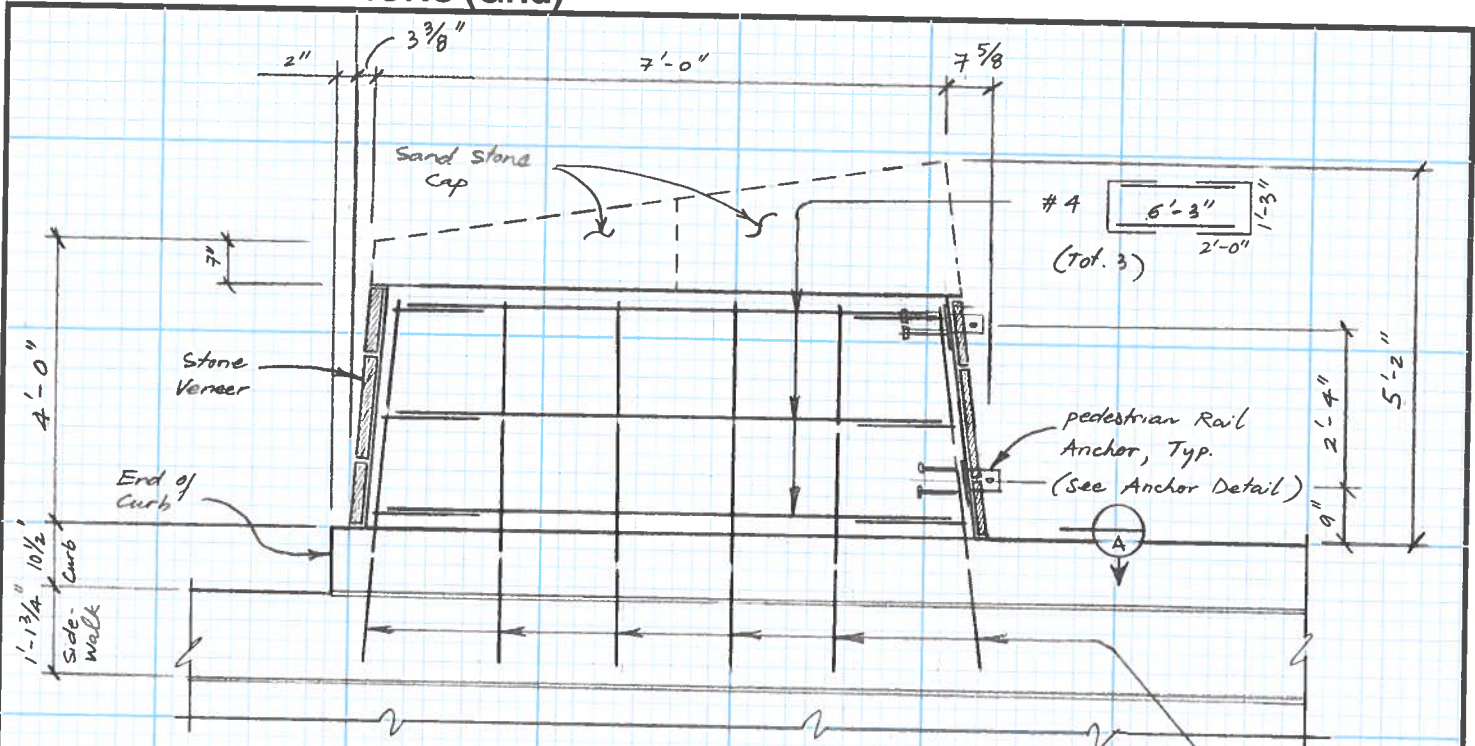 2"
3 3/8"
7'-0"
7 5/8
Sand Stone
Cap
#4
6'-3"
1'-3"
2'-0"
(Tot. 3)
7"
4'-0"
Stone
Veneer
5'-2"
2'-4"
pedestrian Rail
Anchor, Typ.
(See Anchor Detail)
End of
Curb
9"
A
10 1/2"
Curb
1'-1 3/4"
Side-
walk